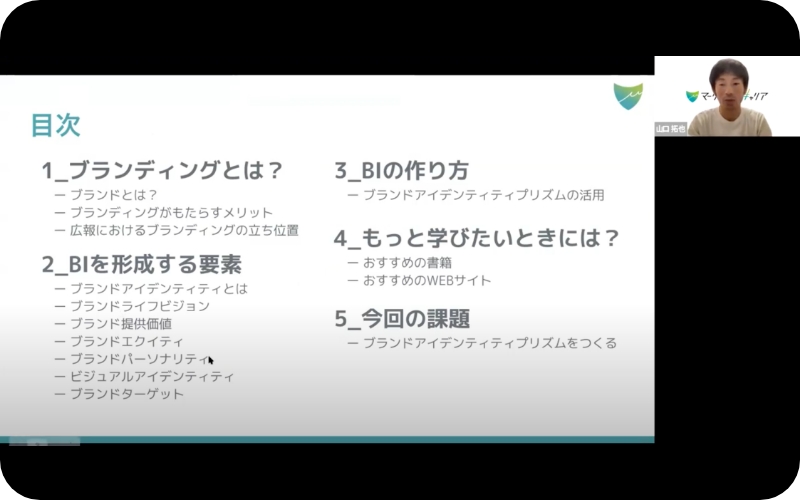 目次
1_ブランディングとは？
ー ブランドとは？
ー ブランディングがもたらすメリット
ー 広報におけるブランディングの立ち位置
2_BIを形成する要素
ー ブランドアイデンティティとは
ー ブランドライフビジョン
ー ブランド提供価値
ー ブランドエクイティ
ー ブランドパーソナリティ
ー ビジュアルアイデンティティ
ー ブランドターゲット
3_BIの作り方
ー ブランドアイデンティティプリズムの活用
4_もっと学びたいときには？
ー おすすめの書籍
ー おすすめのWEBサイト
5_今回の課題
ー ブランドアイデンティティプリズムをつくる
山口 拓也